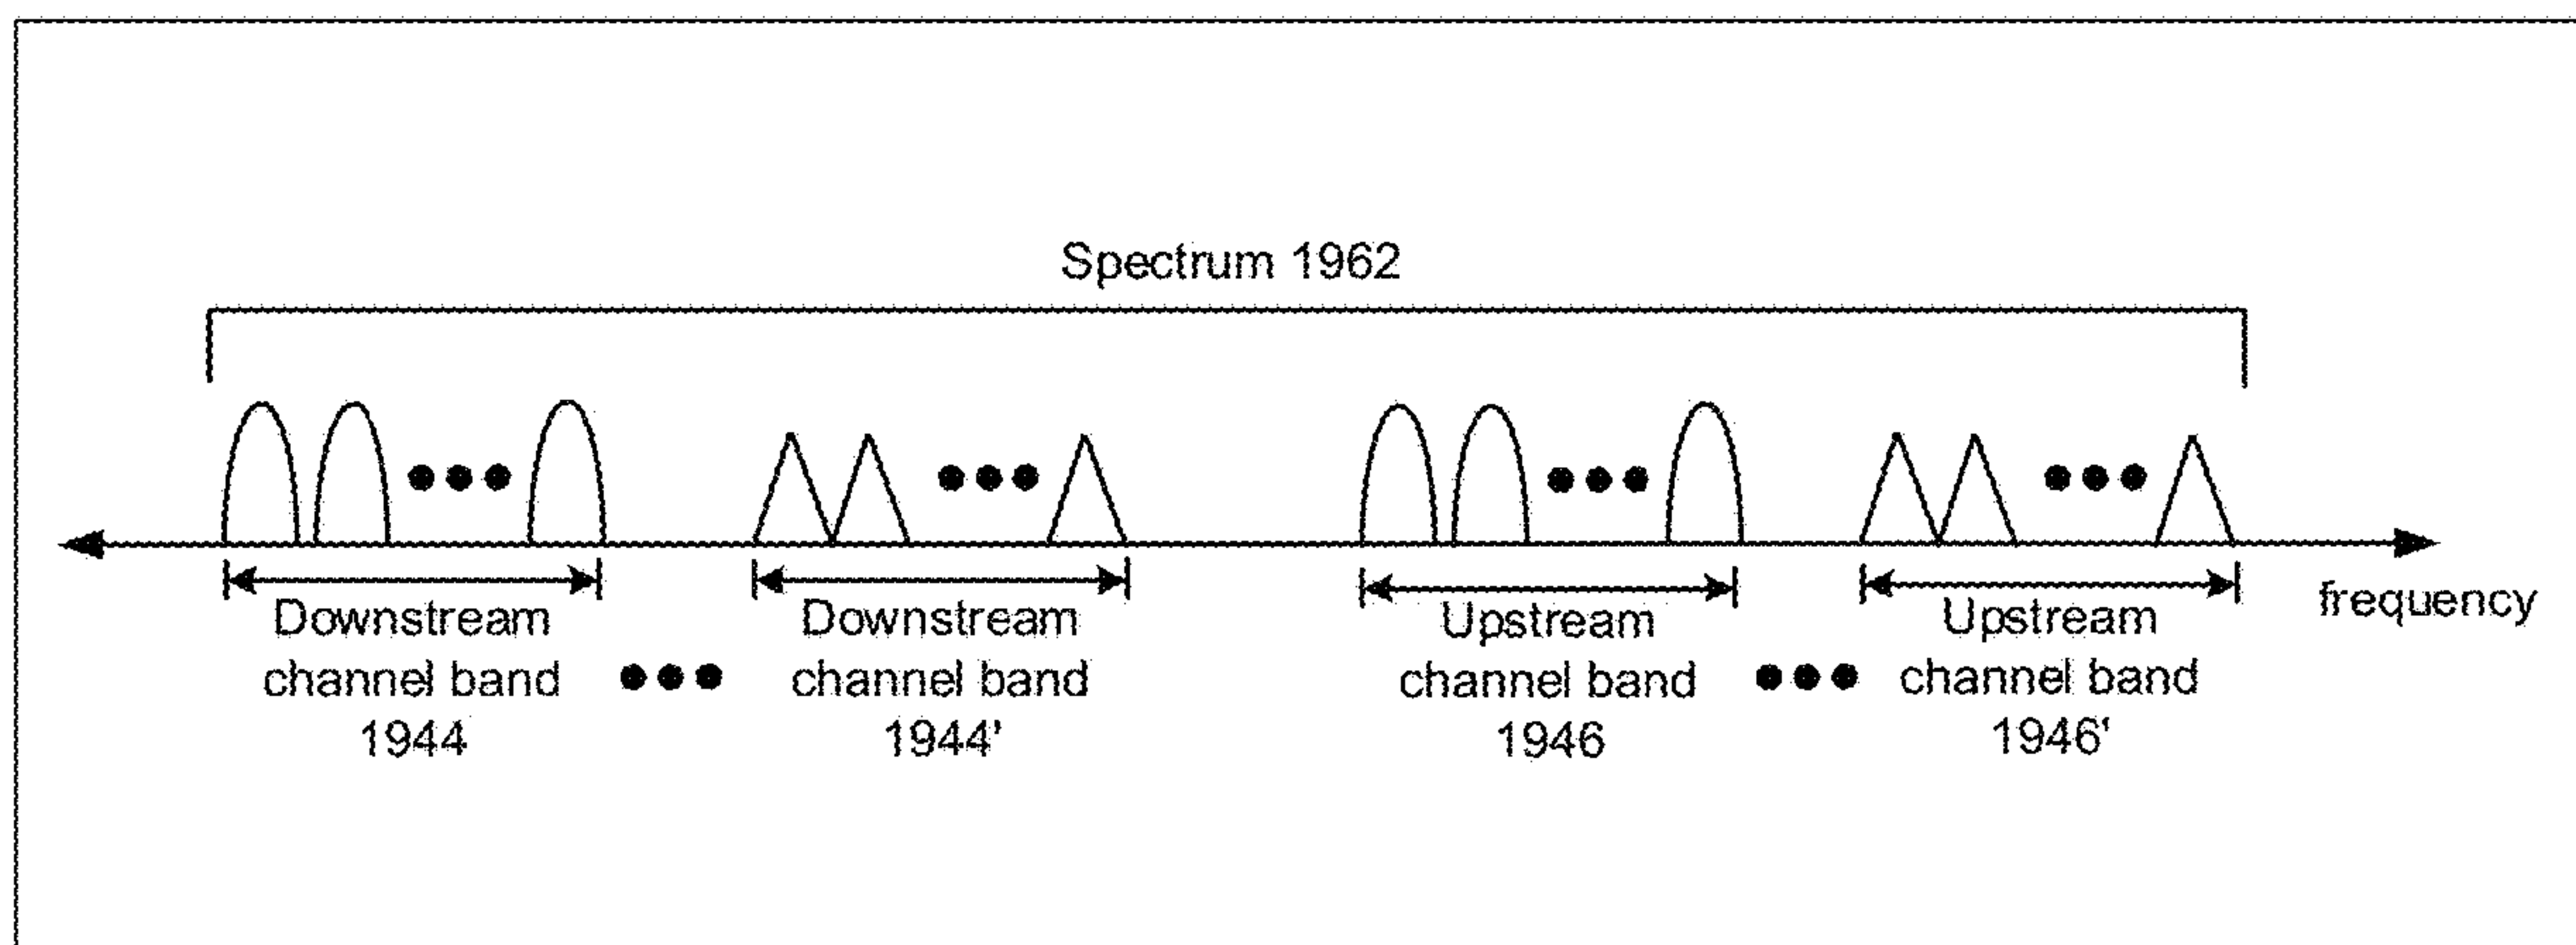 Spectrum 1962
frequency
Downstream
channel band
1944
Downstream
channel band
1944'
Upstream
channel band
1946
Upstream
channel band
1946'